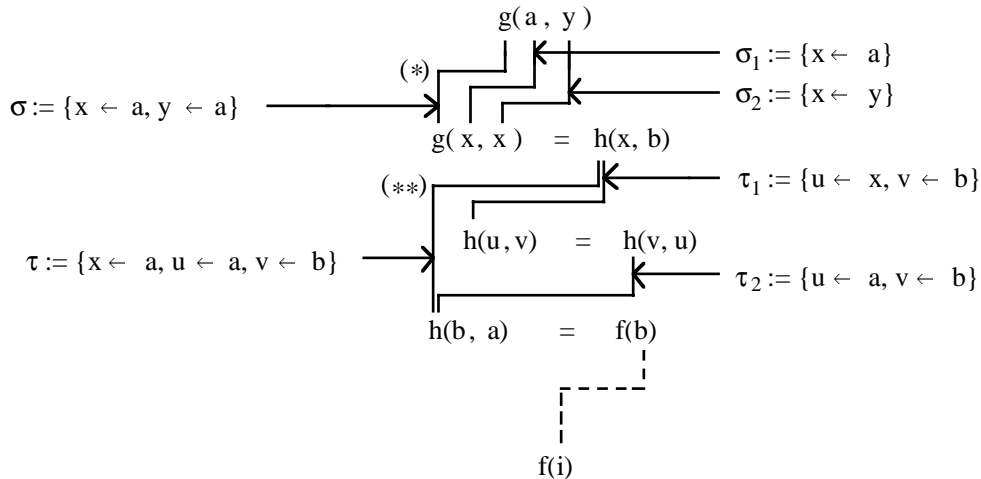 g(a, y)
(*)
σ₁ := {x ← a}
σ := {x ← a, y ← a}
σ₂ := {x ← y}
g(x, x) = h(x, b)
(**)
τ₁ := {u ← x, v ← b}
h(u, v) = h(v, u)
τ := {x ← a, u ← a, v ← b}
τ₂ := {u ← a, v ← b}
h(b, a) = f(b)
f(i)